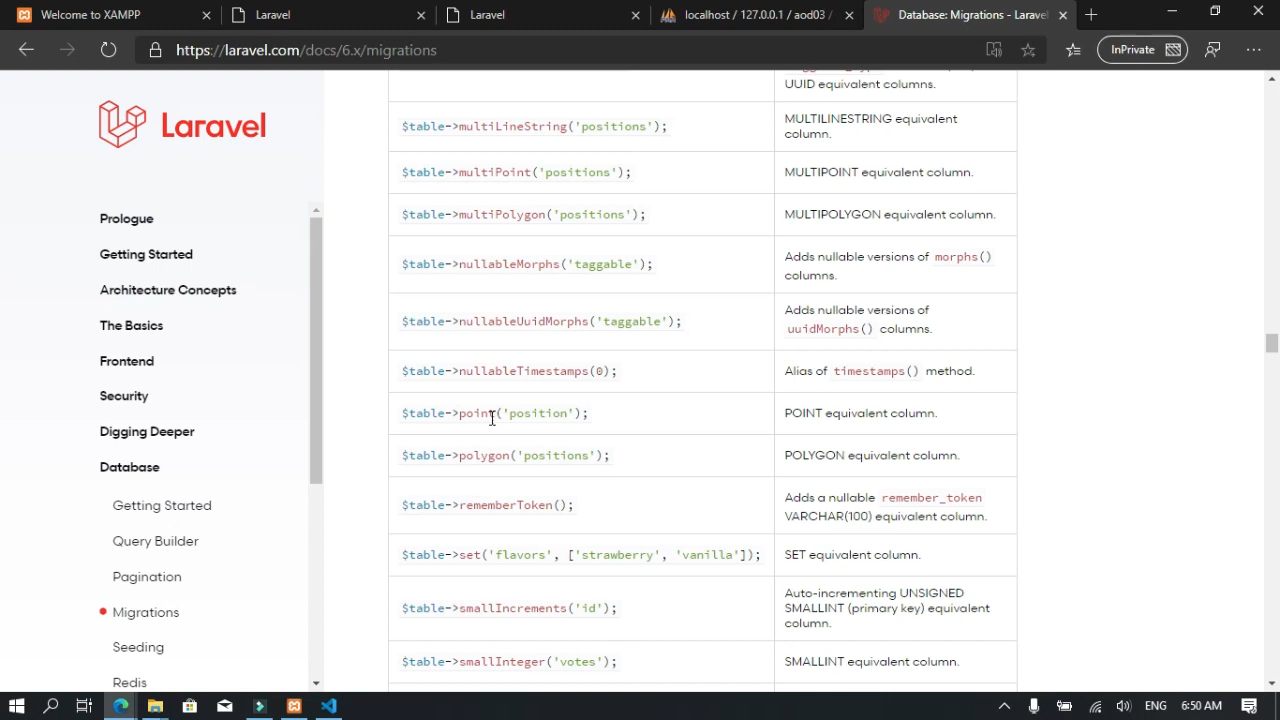 Welcome to XAMPP
Laravel
Laravel
localhost / 127.0.0.1 / aod03 /
Database: Migrations - Laravel
https://laravel.com/docs/6.x/migrations
InPrivate
Laravel
Prologue
Getting Started
Architecture Concepts
The Basics
Frontend
Security
Digging Deeper
Database
Getting Started
Query Builder
Pagination
Migrations
Seeding
Redis
UUID equivalent columns.
$table->multiLineString('positions');
MULTILINESTRING equivalent
column.
$table->multiPoint('positions');
MULTIPOINT equivalent column.
$table->multiPolygon('positions');
MULTIPOLYGON equivalent column.
$table->nullableMorphs('taggable');
Adds nullable versions of morphs()
columns.
$table->nullableUuidMorphs('taggable');
Adds nullable versions of
uuidMorphs() columns.
$table->nullableTimestamps(0);
Alias of timestamps() method.
$table->point('position');
POINT equivalent column.
$table->polygon('positions');
POLYGON equivalent column.
$table->rememberToken();
Adds a nullable remember_token
VARCHAR(100) equivalent column.
$table->set('flavors', ['strawberry', 'vanilla']);
SET equivalent column.
$table->smallIncrements('id');
Auto-incrementing UNSIGNED
SMALLINT (primary key) equivalent
column.
$table->smallInteger('votes');
SMALLINT equivalent column.
ENG
6:50 AM